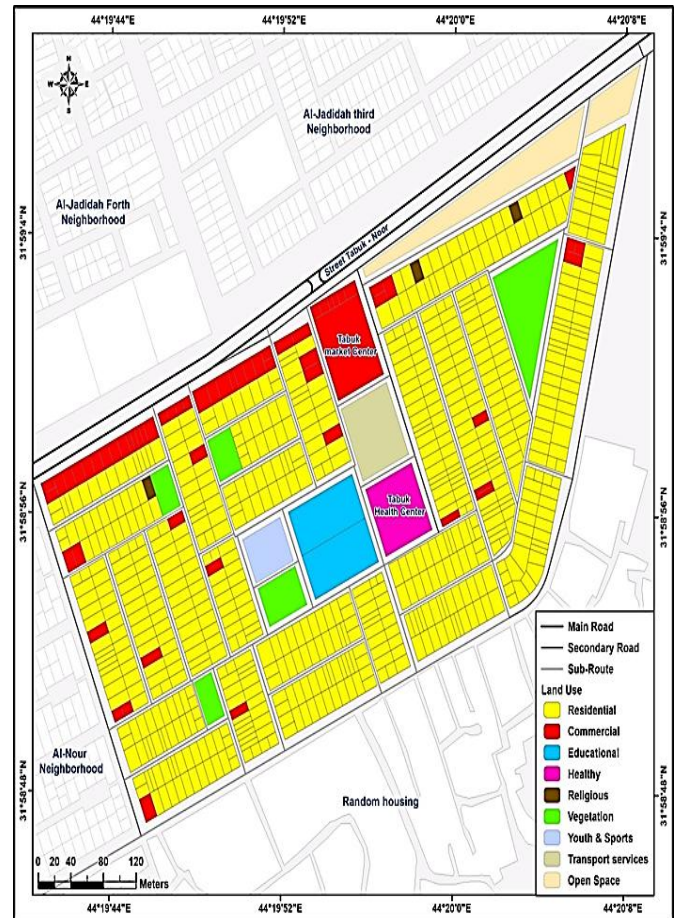 44°19'44"E 44°19'52"E 44°20'0"E 44°20'8"E
N
W E
S
Al-Jadidah third
Neighborhood
Al-Jadidah Forth
Neighborhood
31°59'4"N
31°59'4"N
Street Tabuk - Noor
Tabuk
market Center
31°58'56"N
31°58'56"N
Tabuk
Health Center
Al-Nour
Neighborhood
31°58'48"N
31°58'48"N
Random housing
Main Road
Secondary Road
Sub-Route
Land Use
Residential
Commercial
Educational
Healthy
Religious
Vegetation
Youth & Sports
Transport services
Open Space
0 20 40 80 120
Meters
44°19'44"E 44°19'52"E 44°20'0"E 44°20'8"E